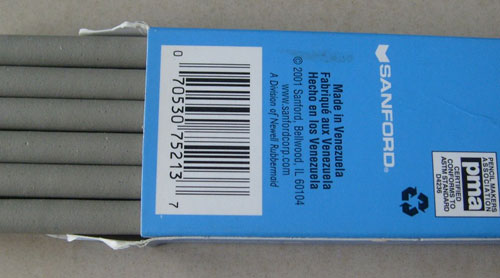 SANFORD®
Made in Venezuela
Fabriqué aux Venezuela
Hecho en los Venezuela
© 2001 Sanford, Bellwood, IL 60104
www.sanfordcorp.com
A Division of Newell Rubbermaid
0 70530 75213 7
PENCIL MAKERS
ASSOCIATION
pma
CERTIFIED
CONFORMS TO
ASTM STANDARD
D4236